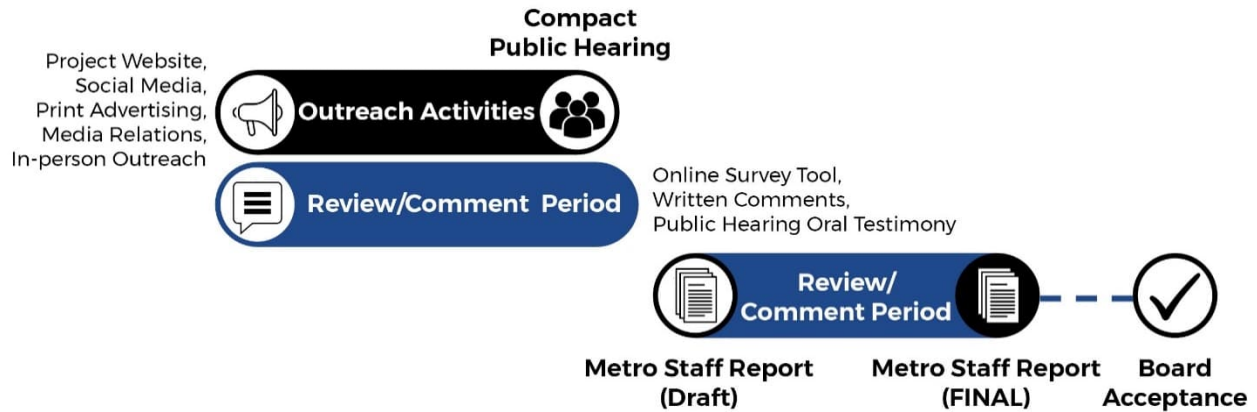 Compact
Public Hearing
Project Website,
Social Media,
Print Advertising,
Media Relations,
In-person Outreach
Outreach Activities
Review/Comment Period
Online Survey Tool,
Written Comments,
Public Hearing Oral Testimony
Review/
Comment Period
Metro Staff Report
(Draft)
Metro Staff Report
(FINAL)
Board
Acceptance